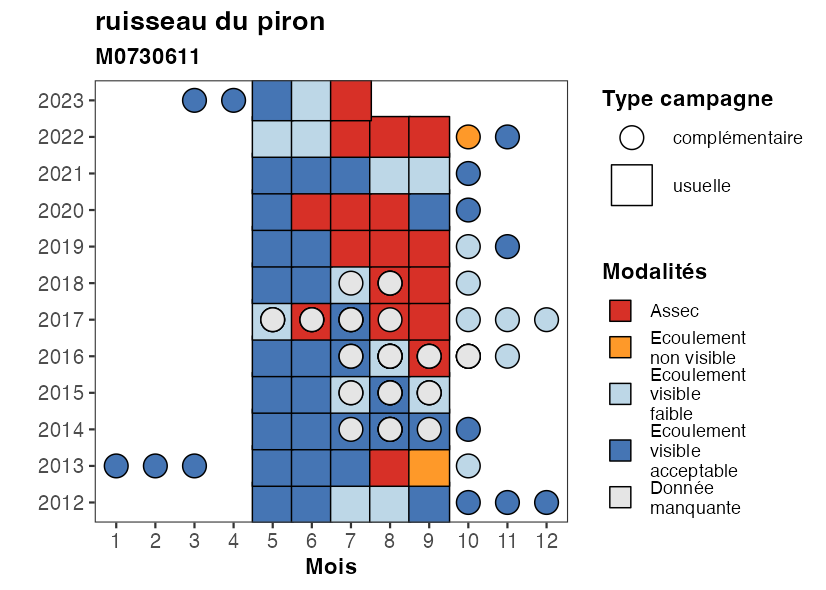 ruisseau du piron
M0730611
2023
2022
2021
2020
2019
2018
2017
2016
2015
2014
2013
2012
1 2 3 4 5 6 7 8 9 10 11 12
Mois
Type campagne
complémentaire
usuelle
Modalités
Assec
Ecoulement
non visible
Ecoulement
visible
faible
Ecoulement
visible
acceptable
Donnée
manquante